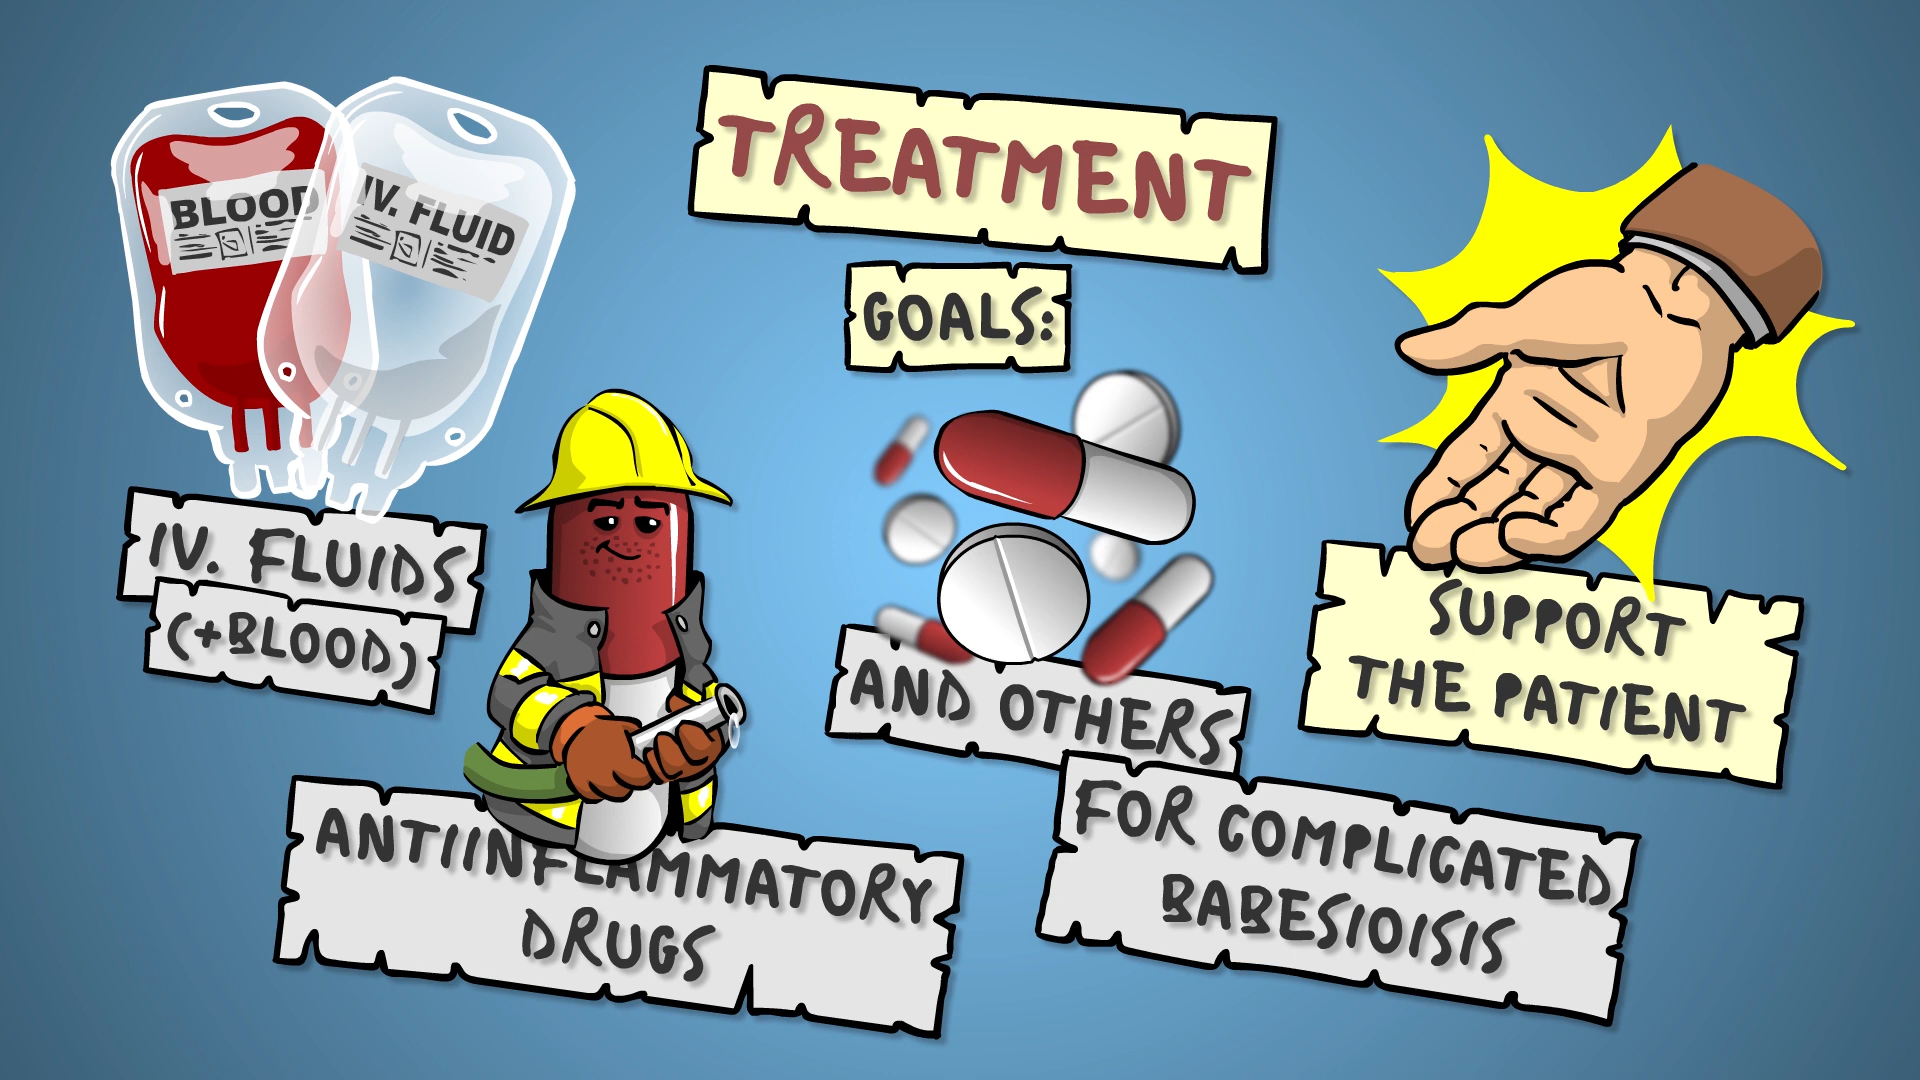 TREATMENT
GOALS:
BLOOD
IV. FLUID
IV. FLUIDS
(+BLOOD)
ANTIINFLAMMATORY
DRUGS
AND OTHERS
FOR COMPLICATED
BABESIOISIS
SUPPORT
THE PATIENT